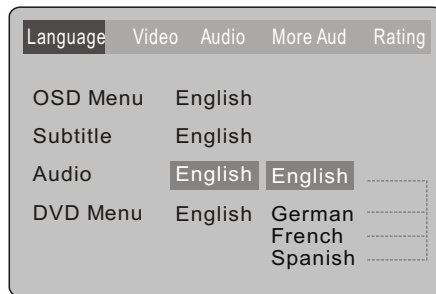 Language Video Audio More Aud Rating
OSD Menu English
Subtitle English
Audio English English
DVD Menu English German
French
Spanish